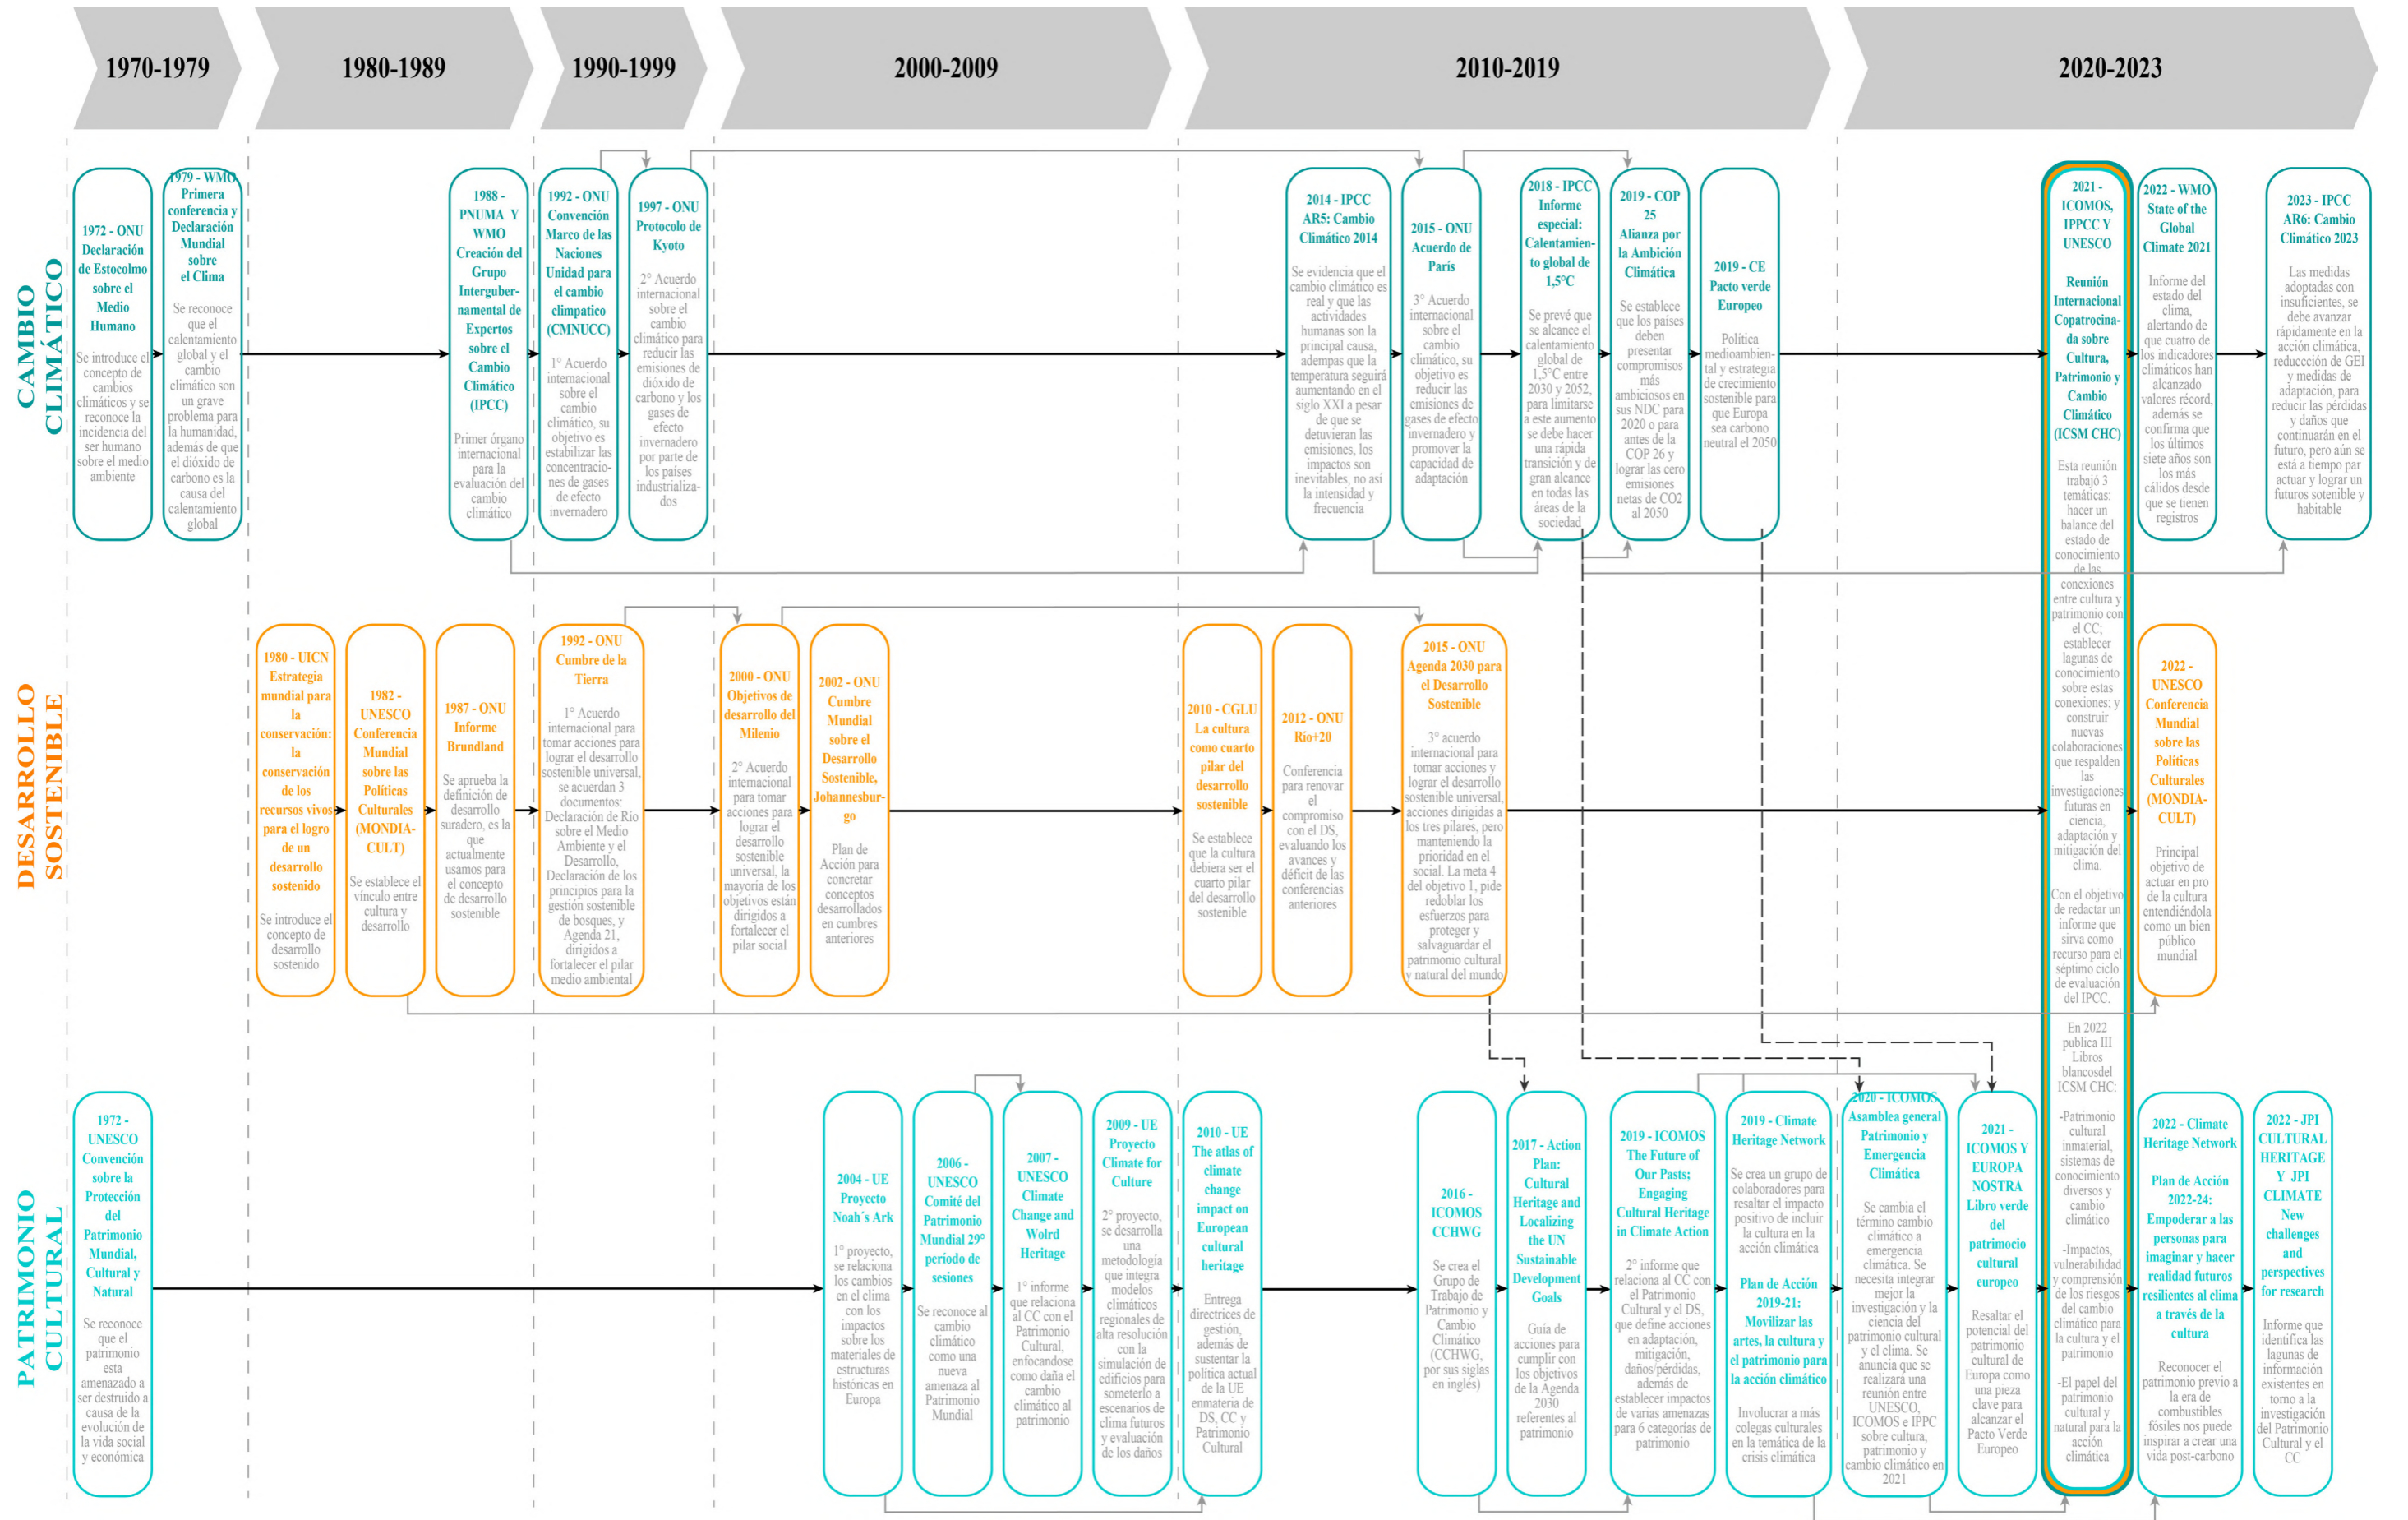 1970-1979
1980-1989
1990-1999
2000-2009
2010-2019
2020-2023
CAMBIO
CLIMÁTICO
1972 - ONU
Declaración
de Estocolmo
sobre el
Medio
Humano
Se introduce el
concepto de
cambios
climáticos y se
reconoce la
incidencia del
ser humano
sobre el medio
ambiente
1979 - WMO
Primera
conferencia y
Declaración
Mundial
sobre
el Clima
Se reconoce
que el
calentamiento
global y el
cambio
climático son
un grave
problema para
la humanidad,
además de que
el dióxido de
carbono es la
causa del
calentamiento
global
1988 -
PNUMA Y
WMO
Creación del
Grupo
Interguber-
namental de
Expertos
sobre el
Cambio
Climático
(IPCC)
Primer órgano
internacional
para la
evaluación del
cambio
climático
1992 - ONU
Convención
Marco de las
Naciones
Unidad para
el cambio
climpatico
(CMNUCC)
1° Acuerdo
internacional
sobre el
cambio
climático, su
objetivo es
estabilizar las
concentracio-
nes de gases
de efecto
invernadero
1997 - ONU
Protocolo de
Kyoto
2° Acuerdo
internacional
sobre el
cambio
climático para
reducir las
emisiones de
dióxido de
carbono y los
gases de
efecto
invernadero
por parte de
los países
industrializa-
dos
2014 - IPCC
AR5: Cambio
Climático 2014
Se evidencia que el
cambio climático es
real y que las
actividades
humanas son la
principal causa,
adempas que la
temperatura seguirá
aumentando en el
siglo XXI a pesar
de que se
detuvieran las
emisiones, los
impactos son
inevitables, no así
la intensidad y
frecuencia
2015 - ONU
Acuerdo de
París
3° Acuerdo
internacional
sobre el
cambio
climático, su
objetivo es
reducir las
emisiones de
gases de efecto
invernadero y
promover la
capacidad de
adaptación
2018 - IPCC
Informe
especial:
Calentamien-
to global de
1,5°C
Se prevé que
se alcance el
calentamiento
global de
1,5°C entre
2030 y 2052,
para limitarse
a este aumento
se debe hacer
una rápida
transición y de
gran alcance
en todas las
áreas de la
sociedad
2019 - COP
25
Alianza por
la Ambición
Climática
Se establece
que los países
deben
presentar
compromisos
más
ambiciosos en
sus NDC para
2020 o para
antes de la
COP 26 y
lograr las cero
emisiones
netas de CO2
al 2050
2019 - CE
Pacto verde
Europeo
Política
medioambien-
tal y estrategia
de crecimiento
sostenible para
que Europa
sea carbono
neutral el 2050
2021 -
ICOMOS,
IPPCC Y
UNESCO
Reunión
Internacional
Copatrocina-
da sobre
Cultura,
Patrimonio y
Cambio
Climático
(ICSM CHC)
Esta reunión
trabajó 3
temáticas:
hacer un
balance del
estado de
conocimiento
de las
conexiones
entre cultura y
patrimonio con
el CC;
establecer
lagunas de
conocimiento
sobre estas
conexiones; y
construir
nuevas
colaboraciones
que respalden
las
investigaciones
futuras en
ciencia,
adaptación y
mitigación del
clima.
Con el objetivo
de redactar un
informe que
sirva como
recurso para el
séptimo ciclo
de evaluación
del IPCC.
En 2022
publica III
Libros
blancosdel
ICSM CHC:
-Patrimonio
cultural
inmaterial,
sistemas de
conocimiento
diversos y
cambio
climático
-Impactos,
vulnerabilidad
y comprensión
de los riesgos
del cambio
climático para
la cultura y el
patrimonio
-El papel del
patrimonio
cultural y
natural para la
acción
climática
2022 - WMO
State of the
Global
Climate 2021
Informe del
estado del
clima,
alertando de
que cuatro de
los indicadores
climáticos han
alcanzado
valores récord,
además se
confirma que
los últimos
siete años son
los más
cálidos desde
que se tienen
registros
2023 - IPCC
AR6: Cambio
Climático 2023
Las medidas
adoptadas con
insuficientes, se
debe avanzar
rápidamente en la
acción climática,
reduccción de GEI
y medidas de
adaptación, para
reducir las pérdidas
y daños que
continuarán en el
futuro, pero aún se
está a tiempo par
actuar y lograr un
futuros sotenible y
habitable
DESARROLLO
SOSTENIBLE
1980 - UICN
Estrategia
mundial para
la
conservación:
la
conservación
de los
recursos vivos
para el logro
de un
desarrollo
sostenido
Se introduce el
concepto de
desarrollo
sostenido
1982 -
UNESCO
Conferencia
Mundial
sobre las
Políticas
Culturales
(MONDIA-
CULT)
Se establece el
vínculo entre
cultura y
desarrollo
1987 - ONU
Informe
Brundland
Se aprueba la
definición de
desarrollo
suradero, es la
que
actualmente
usamos para
el concepto
de desarrollo
sostenible
1992 - ONU
Cumbre de la
Tierra
1° Acuerdo
internacional para
tomar acciones para
lograr el desarrollo
sostenible universal,
se acuerdan 3
documentos:
Declaración de Río
sobre el Medio
Ambiente y el
Desarrollo,
Declaración de los
principios para la
gestión sostenible
de bosques, y
Agenda 21,
dirigidos a
fortalecer el pilar
medio ambiental
2000 - ONU
Objetivos de
desarrollo del
Milenio
2° Acuerdo
internacional
para tomar
acciones para
lograr el
desarrollo
sostenible
universal, la
mayoría de los
objetivos están
dirigidos a
fortalecer el
pilar social
2002 - ONU
Cumbre
Mundial
sobre el
Desarrollo
Sostenible,
Johannesbur-
go
Plan de
Acción para
concretar
conceptos
desarrollados
en cumbres
anteriores
2010 - CGLU
La cultura
como cuarto
pilar del
desarrollo
sostenible
Se establece
que la cultura
debiera ser el
cuarto pilar
del desarrollo
sostenible
2012 - ONU
Rio+20
Conferencia
para renovar
el
compromiso
con el DS,
evaluando los
avances y
déficit de las
conferencias
anteriores
2015 - ONU
Agenda 2030 para
el Desarrollo
Sostenible
3° acuerdo
internacional para
tomar acciones y
lograr el desarrollo
sostenible universal,
acciones dirigidas a
los tres pilares, pero
manteniendo la
prioridad en el
social. La meta 4
del objetivo 1, pide
redoblar los
esfuerzos para
proteger y
salvaguardar el
patrimonio cultural
y natural del mundo
2022 -
UNESCO
Conferencia
Mundial
sobre las
Políticas
Culturales
(MONDIA-
CULT)
Principal
objetivo de
actuar en pro
de la cultura
entendiéndola
como un bien
público
mundial
PATRIMONIO
CULTURAL
1972 -
UNESCO
Convención
sobre la
Protección
del
Patrimonio
Mundial,
Cultural y
Natural
Se reconoce
que el
patrimonio
esta
amenazado a
ser destruido a
causa de la
evolución de
la vida social
y económica
2004 - UE
Proyecto
Noah´s Ark
1° proyecto,
se relaciona
los cambios
en el clima
con los
impactos
sobre los
materiales de
estructuras
históricas en
Europa
2006 -
UNESCO
Comité del
Patrimonio
Mundial 29°
período de
sesiones
Se reconoce al
cambio
climático
como una
nueva
amenaza al
Patrimonio
Mundial
2007 -
UNESCO
Climate
Change and
Wolrd
Heritage
1° informe
que relaciona
al CC con el
Patrimonio
Cultural,
enfocandose
como daña el
cambio
climático al
patrimonio
2009 - UE
Proyecto
Climate for
Culture
2° proyecto,
se desarrolla
una
metodología
que integra
modelos
climáticos
regionales de
alta resolución
con la
simulación de
edificios para
someterlo a
escenarios de
clima futuros
y evaluación
de los daños
2010 - UE
The atlas of
climate
change
impact on
European
cultural
heritage
Entrega
directrices de
gestión,
además de
sustentar la
política actual
de la UE
enmateria de
DS, CC y
Patrimonio
Cultural
2016 -
ICOMOS
CCHWG
Se crea el
Grupo de
Trabajo de
Patrimonio y
Cambio
Climático
(CCHWG,
por sus siglas
en inglés)
2017 - Action
Plan:
Cultural
Heritage and
Localizing
the UN
Sustainable
Development
Goals
Guía de
acciones para
cumplir con
los objetivos
de la Agenda
2030
referentes al
patrimonio
2019 - ICOMOS
The Future of
Our Pasts;
Engaging
Cultural Heritage
in Climate Action
2° informe que
relaciona al CC con
el Patrimonio
Cultural y el DS,
que define acciones
en adaptación,
mitigación,
daños/pérdidas,
además de
establecer impactos
de varias amenazas
para 6 categorías de
patrimonio
2019 - Climate
Heritage Network
Se crea un grupo de
colaboradores para
resaltar el impacto
positivo de incluir
la cultura en la
acción climática
Plan de Acción
2019-21:
Movilizar las
artes, la cultura y
el patrimonio para
la acción climático
Involucrar a más
colegas culturales
en la temática de la
crisis climática
2020 - ICOMOS
Asamblea general
Patrimonio y
Emergencia
Climática
Se cambia el
término cambio
climático a
emergencia
climática. Se
necesita integrar
mejor la
investigación y la
ciencia del
patrimonio cultural
y el clima. Se
anuncia que se
realizará una
reunión entre
UNESCO,
ICOMOS e IPPC
sobre cultura,
patrimonio y
cambio climático en
2021
2021 -
ICOMOS Y
EUROPA
NOSTRA
Libro verde
del
patrimocio
cultural
europeo
Resaltar el
potencial del
patrimonio
cultural de
Europa como
una pieza
clave para
alcanzar el
Pacto Verde
Europeo
2022 - Climate
Heritage Network
Plan de Acción
2022-24:
Empoderar a las
personas para
imaginar y hacer
realidad futuros
resilientes al clima
a través de la
cultura
Reconocer el
patrimonio previo a
la era de
combustibles
fósiles nos puede
inspirar a crear una
vida post-carbono
2022 - JPI
CULTURAL
HERITAGE
Y JPI
CLIMATE
New
challenges
and
perspectives
for research
Informe que
identifica las
lagunas de
información
existentes en
torno a la
investigación
del Patrimonio
Cultural y el
CC